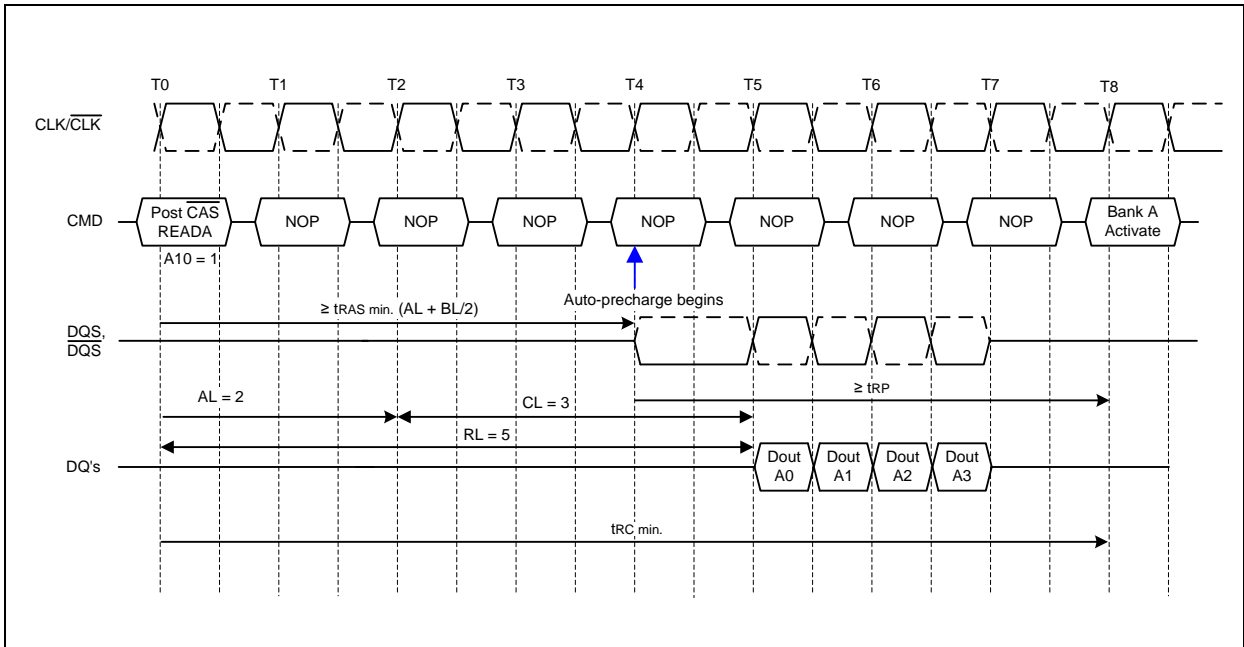 T0 T1 T2 T3 T4 T5 T6 T7 T8
CLK/CLK
CMD
Post CAS
READA
NOP NOP NOP NOP NOP NOP NOP
Bank A
Activate
A10 = 1
Auto-precharge begins
≥ tRAS min. (AL + BL/2)
DQS,
DQS
≥ tRP
AL = 2
CL = 3
RL = 5
DQ's
Dout
A0
Dout
A1
Dout
A2
Dout
A3
tRC min.